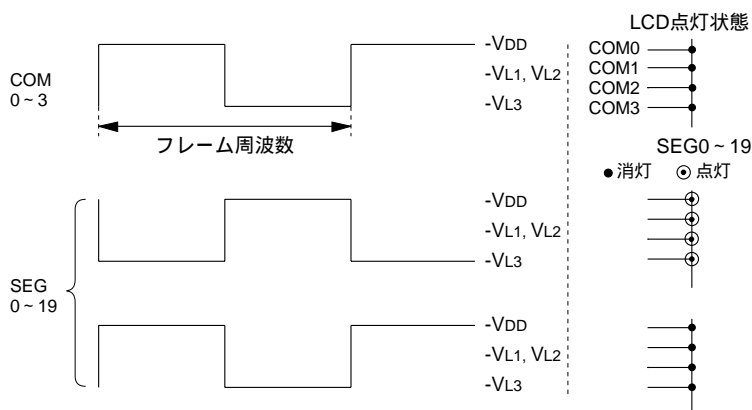 LCD点灯状態
COM
0 ~ 3
-VDD
-VL1, VL2
-VL3
フレーム周波数
COM0
COM1
COM2
COM3
SEG0 ~ 19
●消灯 ◉点灯
SEG
0 ~ 19
-VDD
-VL1, VL2
-VL3
-VDD
-VL1, VL2
-VL3